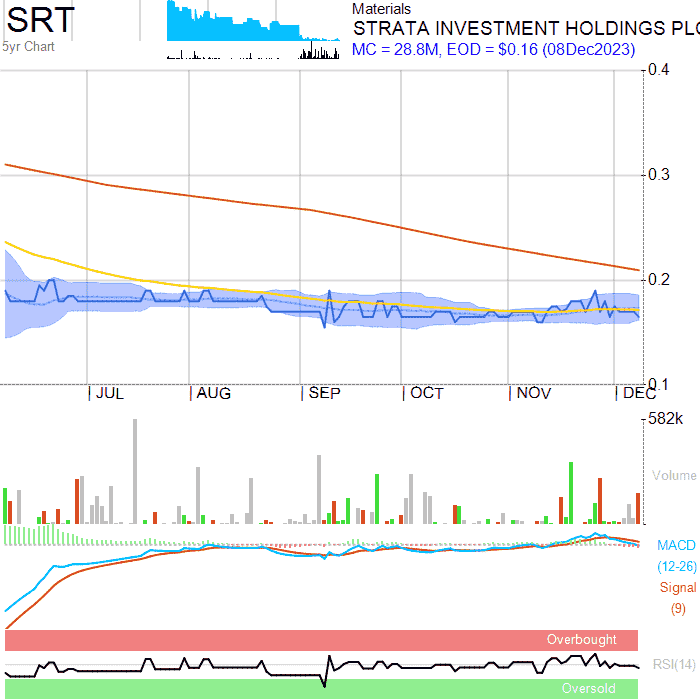 SRT
5yr Chart
Materials
STRATA INVESTMENT HOLDINGS PLC
MC = 28.8M, EOD = $0.16 (08Dec2023)
0.4
0.3
0.2
0.1
JUL AUG SEP OCT NOV DEC
582k
Volume
MACD
(12-26)
Signal
(9)
Overbought
RSI(14)
Oversold